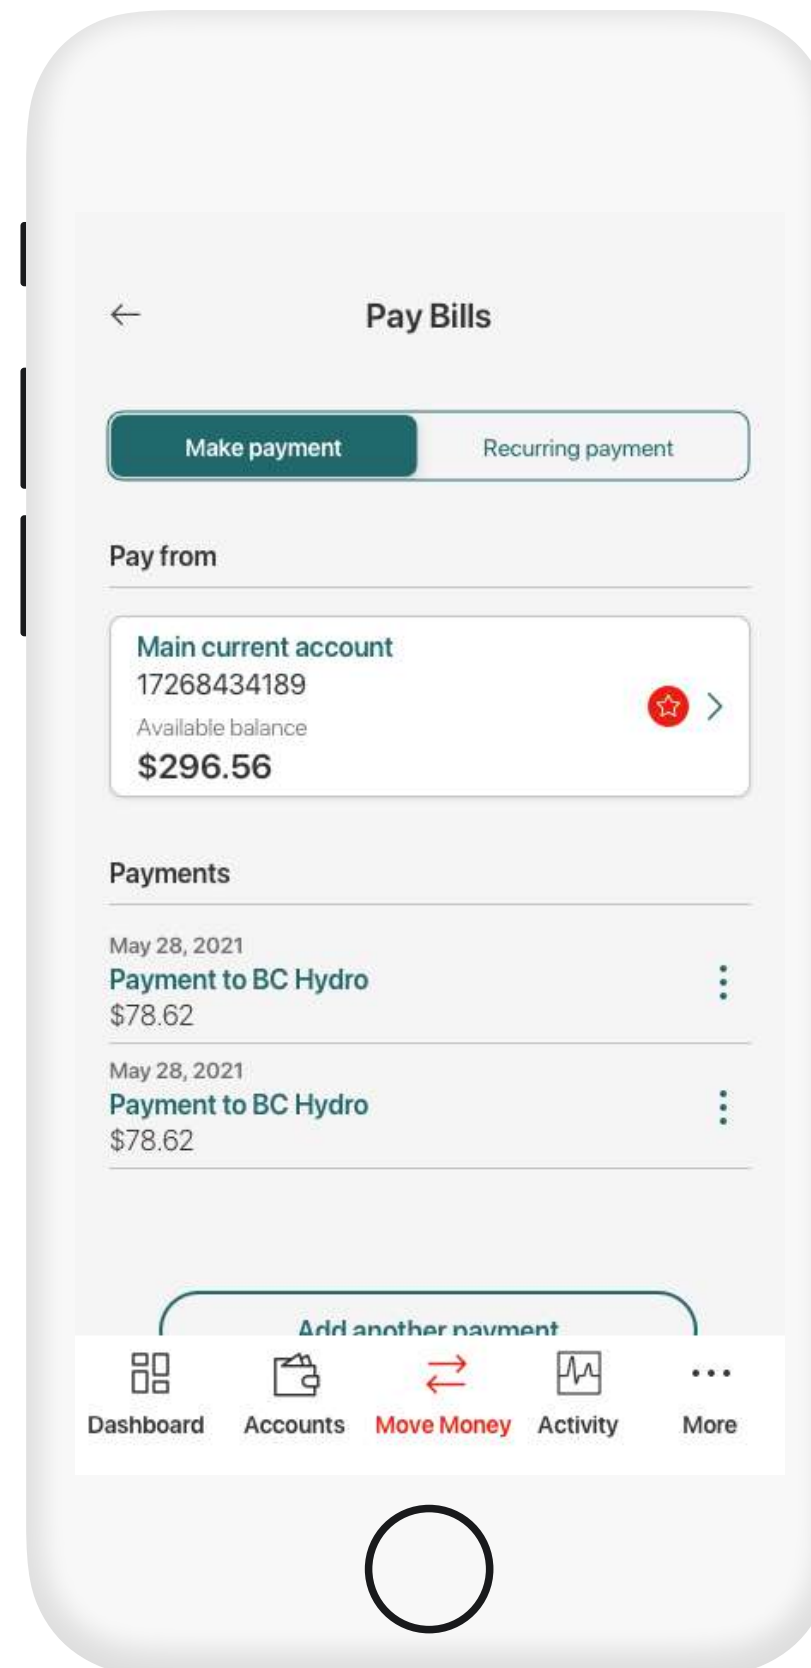 Pay Bills
Make payment
Recurring payment
Pay from
Main current account
17268434189
Available balance
$296.56
Payments
May 28, 2021
Payment to BC Hydro
$78.62
May 28, 2021
Payment to BC Hydro
$78.62
Add another payment
Dashboard
Accounts
Move Money
Activity
More